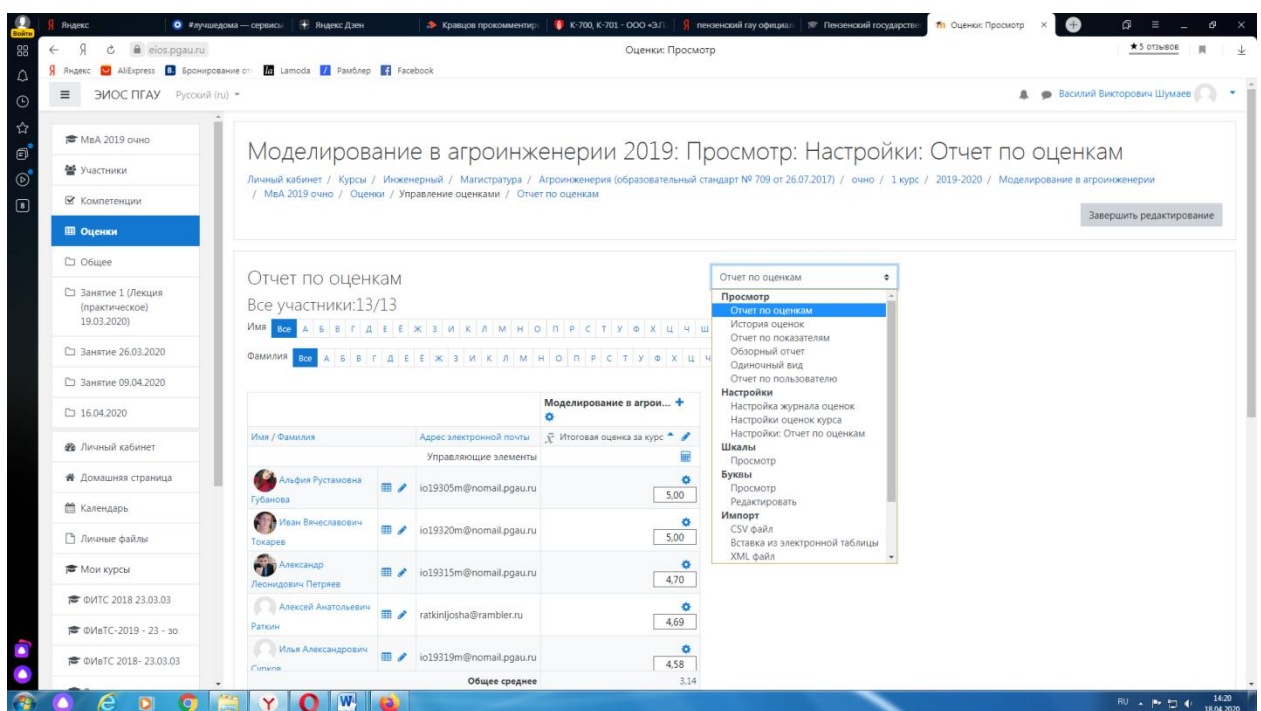 Яндекс #лучшедома — сервисы Яндекс Дзен Кравцов прокомментиро К-700, К-701 - ООО «ЭЛ пензенский гау официал Пензенский государстве Оценки: Просмотр
Войти
eios.pgau.ru Оценки: Просмотр ★5 отзывов
Яндекс AliExpress Бронирование от Lamoda Рамблер Facebook
ЭИОС ПГАУ Русский (ru) Василий Викторович Шумаев
МвА 2019 очно
Участники
Компетенции
Оценки
Общее
Занятие 1 (Лекция
(практическое)
19.03.2020)
Занятие 26.03.2020
Занятие 09.04.2020
16.04.2020
Личный кабинет
Домашняя страница
Календарь
Личные файлы
Мои курсы
ФИТС 2018 23.03.03
ФИвТС-2019 - 23 - зо
ФИвТС 2018- 23.03.03
Моделирование в агроинженерии 2019: Просмотр: Настройки: Отчет по оценкам
Личный кабинет / Курсы / Инженерный / Магистратура / Агроинженерия (образовательный стандарт № 709 от 26.07.2017) / очно / 1 курс / 2019-2020 / Моделирование в агроинженерии
/ МвА 2019 очно / Оценки / Управление оценками / Отчет по оценкам
Завершить редактирование
Отчет по оценкам
Все участники:13/13
Имя Все А Б В Г Д Е Ё Ж З И К Л М Н О П Р С Т У Ф Х Ц Ч Ш
Фамилия Все А Б В Г Д Е Ё Ж З И К Л М Н О П Р С Т У Ф Х Ц Ч
Отчет по оценкам
Просмотр
Отчет по оценкам
История оценок
Отчет по показателям
Обзорный отчет
Одиночный вид
Отчет по пользователю
Настройки
Настройка журнала оценок
Настройки оценок курса
Настройки: Отчет по оценкам
Шкалы
Просмотр
Буквы
Просмотр
Редактировать
Импорт
CSV файл
Вставка из электронной таблицы
XML файл
Моделирование в агрои...
Имя / Фамилия Адрес электронной почты Итоговая оценка за курс
Управляющие элементы
Альфия Рустамовна
Губанова io19305m@nomail.pgau.ru 5,00
Иван Вячеславович
Токарев io19320m@nomail.pgau.ru 5,00
Александр
Леонидович Петряев io19315m@nomail.pgau.ru 4,70
Алексей Анатольевич
Раткин ratkinljosha@rambler.ru 4,69
Илья Александрович
Сурков io19319m@nomail.pgau.ru 4,58
Общее среднее 3,14
RU 14:20
18.04.2020